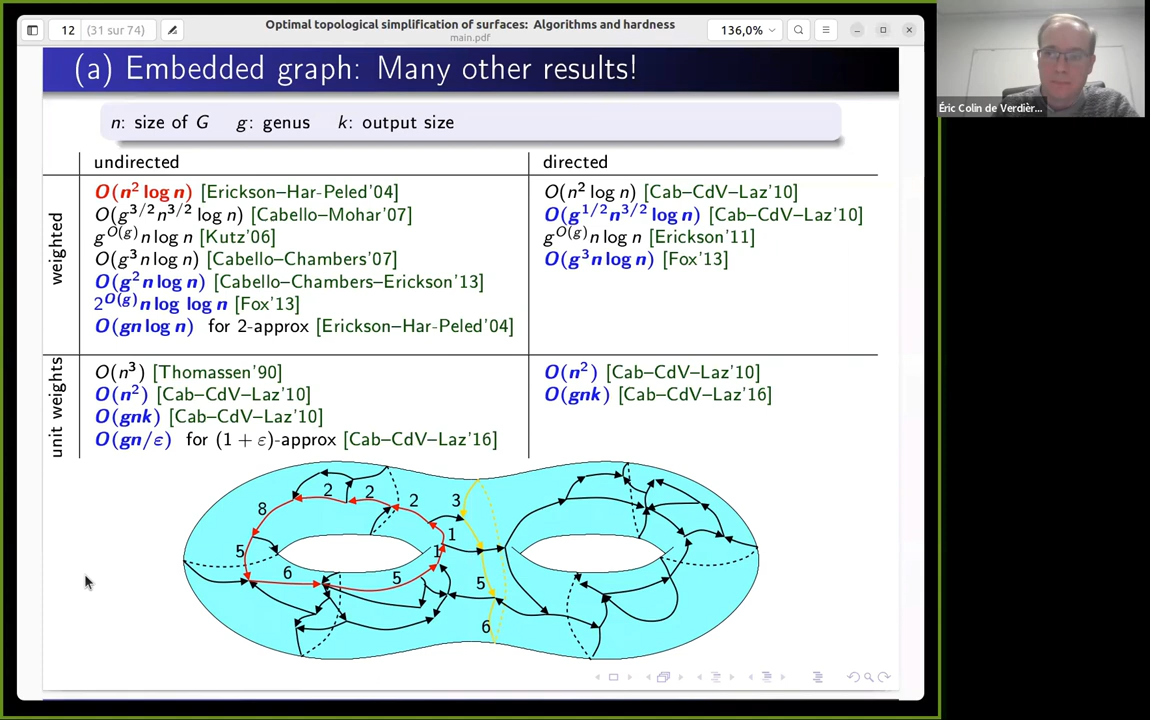 12 (31 sur 74)
Optimal topological simplification of surfaces: Algorithms and hardness
main.pdf
136,0%
(a) Embedded graph: Many other results!
n: size of G g: genus k: output size
undirected directed
weighted
O(n² log n) [Erickson–Har-Peled'04]
O(g^{3/2}n^{3/2} log n) [Cabello–Mohar'07]
g^{O(g)}n log n [Kutz'06]
O(g³n log n) [Cabello–Chambers'07]
O(g²n log n) [Cabello–Chambers–Erickson'13]
2^{O(g)}n log log n [Fox'13]
O(gn log n) for 2-approx [Erickson–Har-Peled'04]
O(n² log n) [Cab–CdV–Laz'10]
O(g^{1/2}n^{3/2} log n) [Cab–CdV–Laz'10]
g^{O(g)}n log n [Erickson'11]
O(g³n log n) [Fox'13]
unit weights
O(n³) [Thomassen'90]
O(n²) [Cab–CdV–Laz'10]
O(gnk) [Cab–CdV–Laz'10]
O(gn/ε) for (1 + ε)-approx [Cab–CdV–Laz'16]
O(n²) [Cab–CdV–Laz'10]
O(gnk) [Cab–CdV–Laz'16]
2 2 2 3
8
1
5 1
6 5 5
6
Éric Colin de Verdièr...